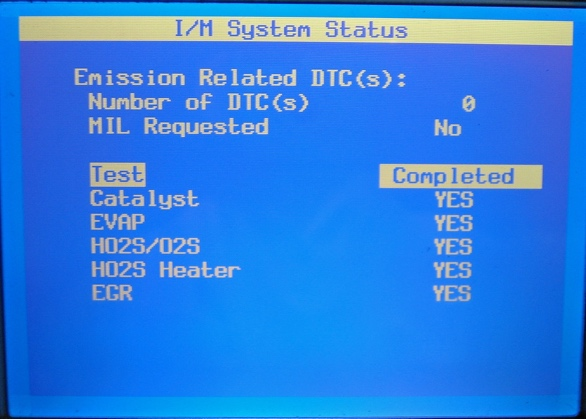 I/M System Status
Emission Related DTC(s):
Number of DTC(s) 0
MIL Requested No
Test Completed
Catalyst YES
EVAP YES
HO2S/O2S YES
HO2S Heater YES
EGR YES